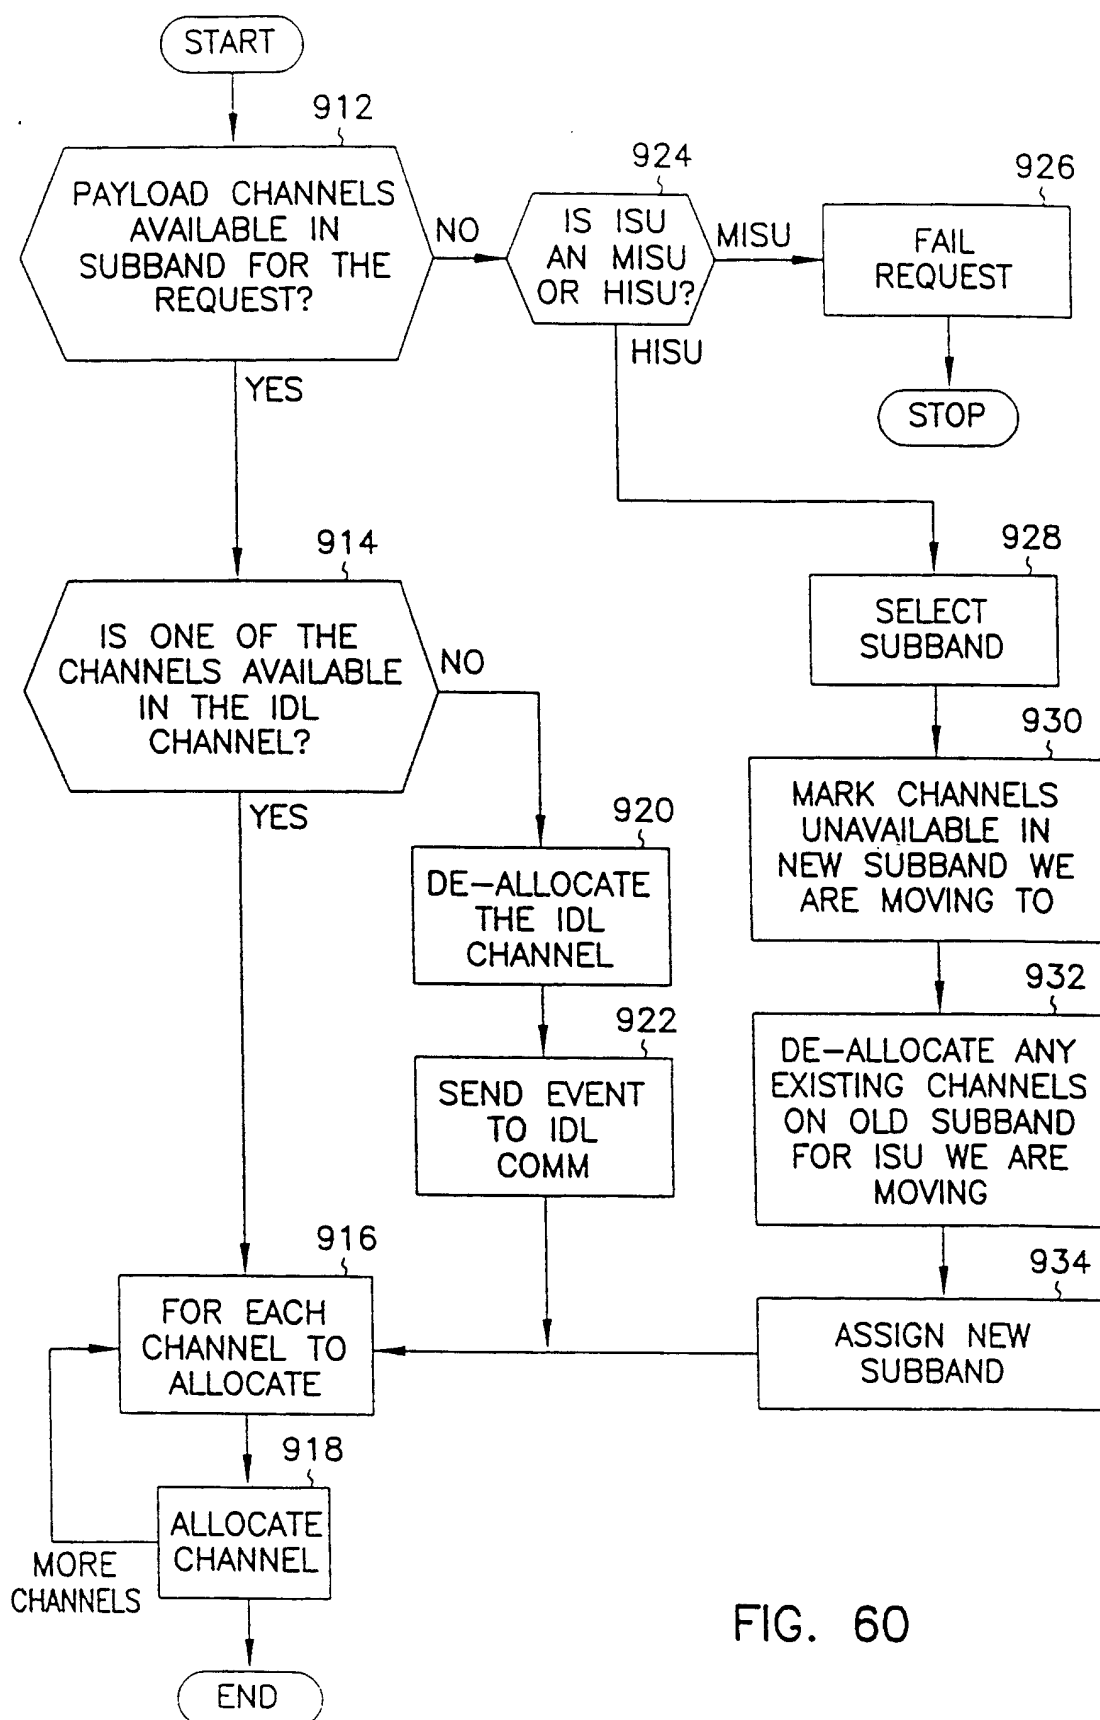 START
912
PAYLOAD CHANNELS
AVAILABLE IN
SUBBAND FOR THE
REQUEST?
NO
YES
924
IS ISU
AN MISU
OR HISU?
MISU
HISU
926
FAIL
REQUEST
STOP
914
IS ONE OF THE
CHANNELS AVAILABLE
IN THE IDL
CHANNEL?
NO
YES
928
SELECT
SUBBAND
930
MARK CHANNELS
UNAVAILABLE IN
NEW SUBBAND WE
ARE MOVING TO
920
DE-ALLOCATE
THE IDL
CHANNEL
932
DE-ALLOCATE ANY
EXISTING CHANNELS
ON OLD SUBBAND
FOR ISU WE ARE
MOVING
922
SEND EVENT
TO IDL
COMM
934
ASSIGN NEW
SUBBAND
916
FOR EACH
CHANNEL TO
ALLOCATE
918
ALLOCATE
CHANNEL
MORE
CHANNELS
END
FIG. 60